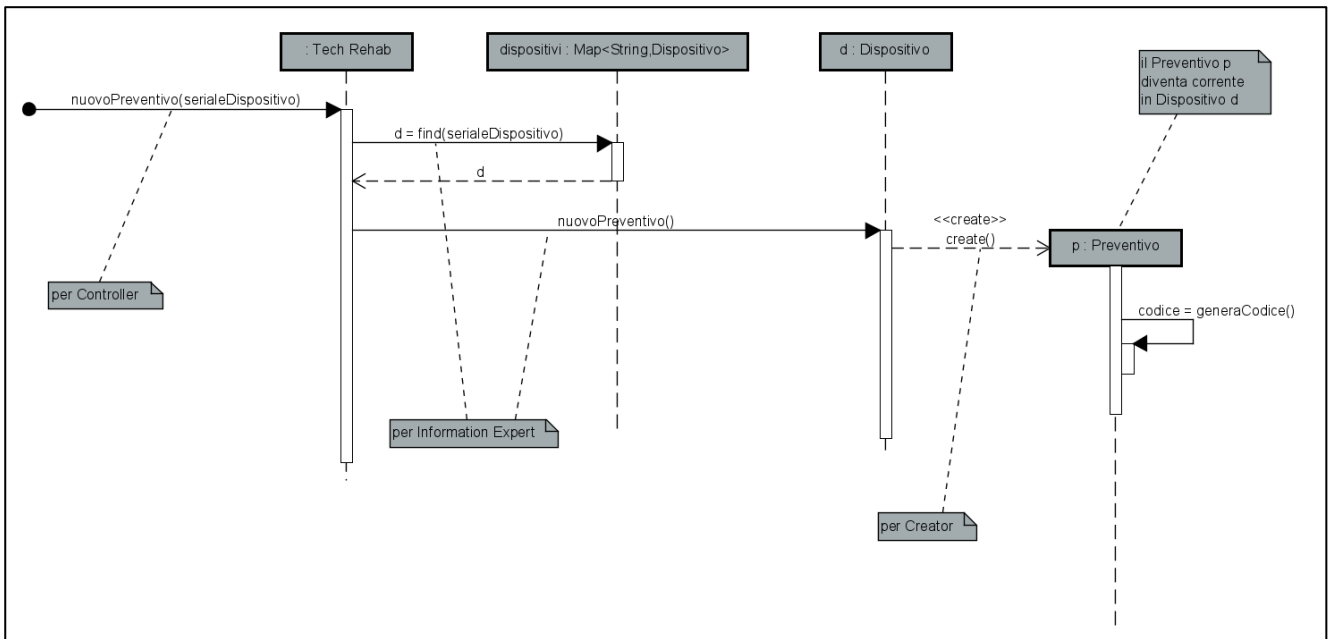 : Tech Rehab
dispositivi : Map<String,Dispositivo>
d : Dispositivo
il Preventivo p
diventa corrente
in Dispositivo d
nuovoPreventivo(serialeDispositivo)
d = find(serialeDispositivo)
d
nuovoPreventivo()
<<create>>
create()
p : Preventivo
per Controller
codice = generaCodice()
per Information Expert
per Creator